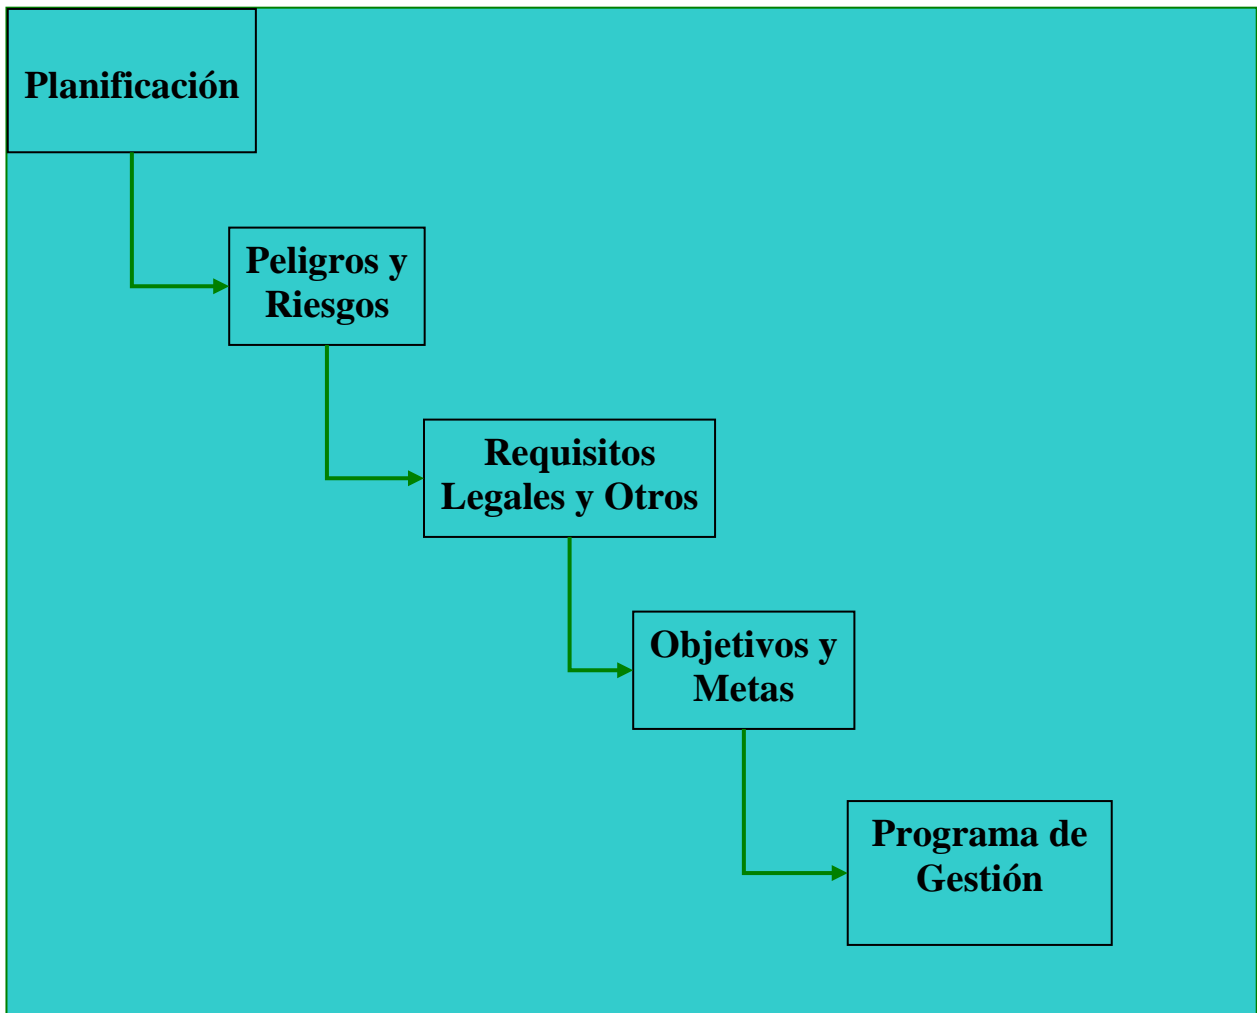 Planificación
Peligros y
Riesgos
Requisitos
Legales y Otros
Objetivos y
Metas
Programa de
Gestión